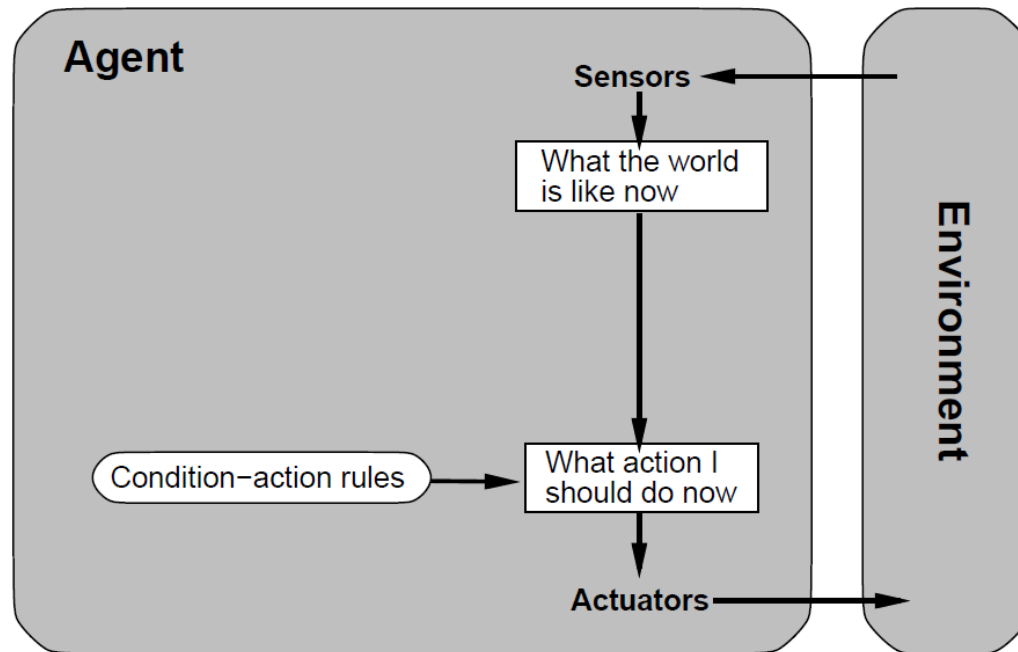 Agent
Sensors
What the world
is like now
Environment
Condition−action rules
What action I
should do now
Actuators